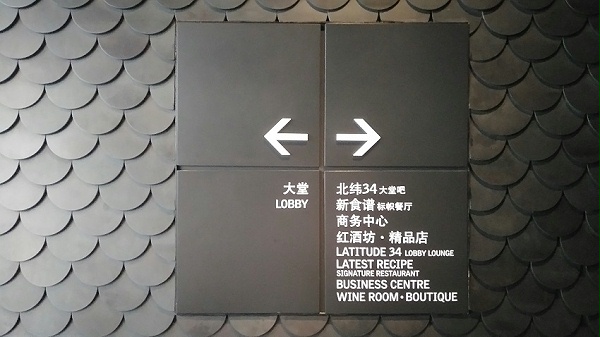 大堂
LOBBY
北纬34 大堂吧
新食谱 标帜餐厅
商务中心
红酒坊·精品店
LATITUDE 34 LOBBY LOUNGE
LATEST RECIPE
SIGNATURE RESTAURANT
BUSINESS CENTRE
WINE ROOM·BOUTIQUE